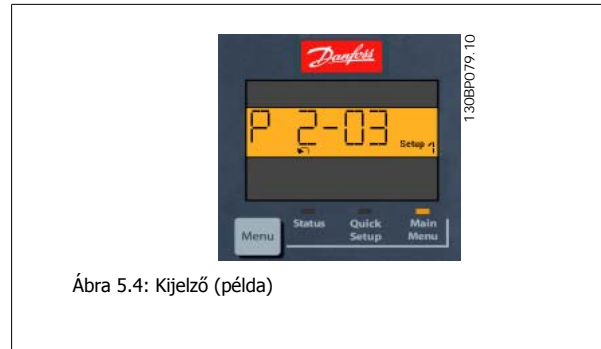 Danfoss
130BP079.10
P 2-03
Setup 1
Status
Quick Setup
Main Menu
Menu
Ábra 5.4: Kijelző (példa)